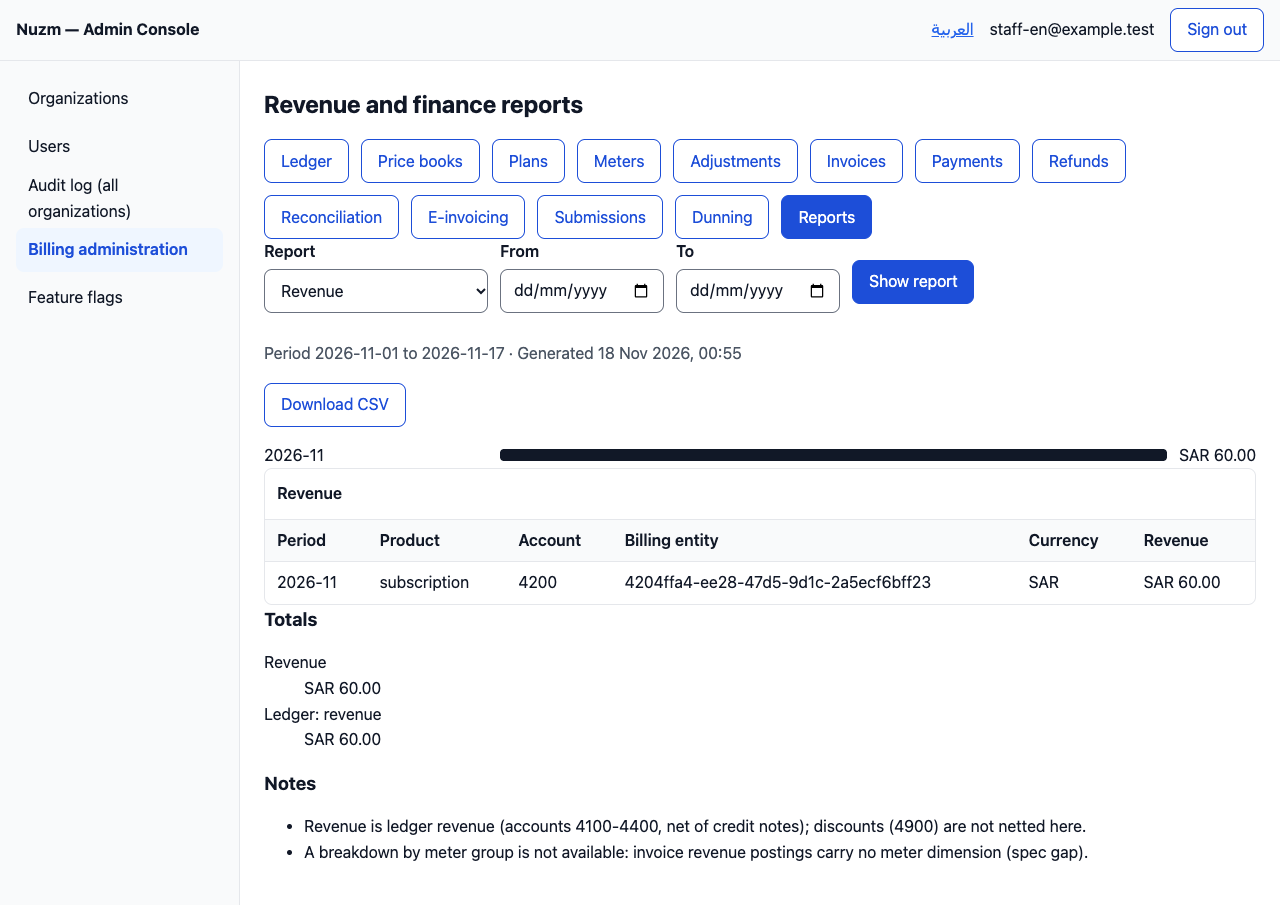 Nuzm — Admin Console
العربية
staff-en@example.test
Sign out
Organizations
Users
Audit log (all
organizations)
Billing administration
Feature flags
Revenue and finance reports
Ledger
Price books
Plans
Meters
Adjustments
Invoices
Payments
Refunds
Reconciliation
E-invoicing
Submissions
Dunning
Reports
Report
From
To
Revenue
dd/mm/yyyy
dd/mm/yyyy
Show report
Period 2026-11-01 to 2026-11-17 · Generated 18 Nov 2026, 00:55
Download CSV
2026-11
SAR 60.00
Revenue
Period Product Account Billing entity Currency Revenue
2026-11 subscription 4200 4204ffa4-ee28-47d5-9d1c-2a5ecf6bff23 SAR SAR 60.00
Totals
Revenue
SAR 60.00
Ledger: revenue
SAR 60.00
Notes
• Revenue is ledger revenue (accounts 4100-4400, net of credit notes); discounts (4900) are not netted here.
• A breakdown by meter group is not available: invoice revenue postings carry no meter dimension (spec gap).